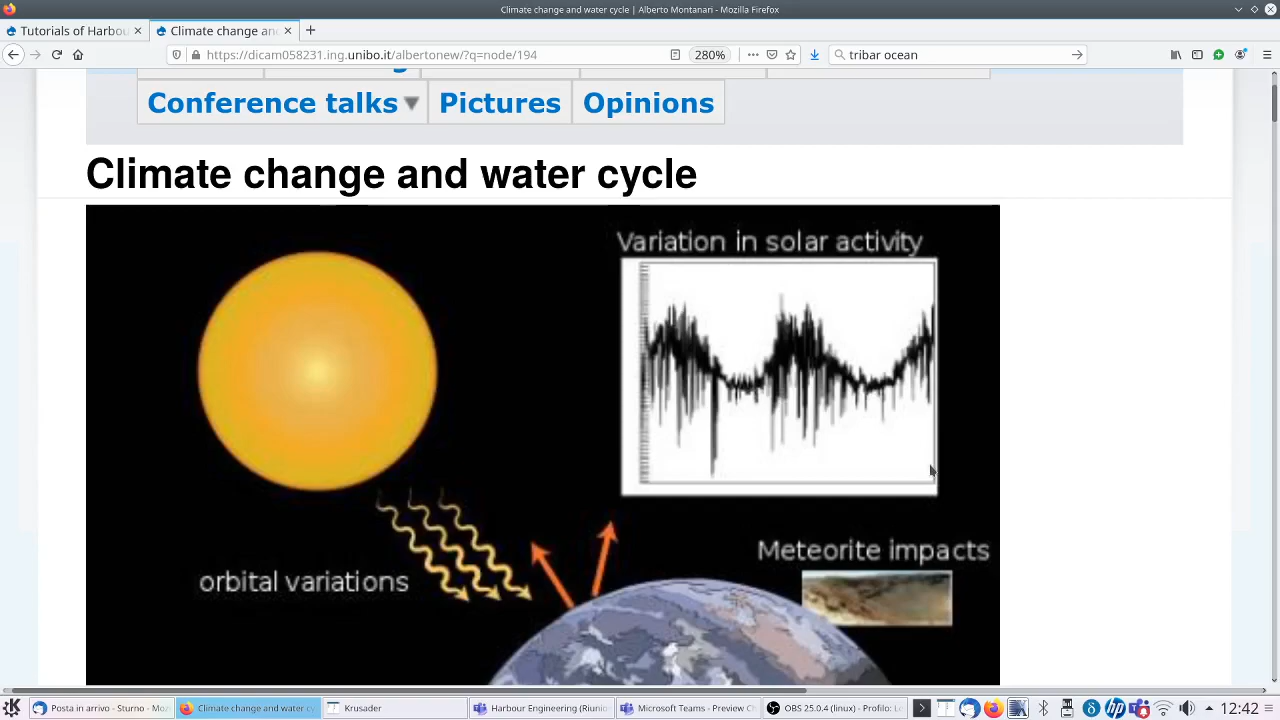 Climate change and water cycle | Alberto Montanari - Mozilla Firefox
Tutorials of Harbou
Climate change an
https://dicam058231.ing.unibo.it/albertonew/?q=node/194
280%
tribar ocean
Conference talks
Pictures
Opinions
Climate change and water cycle
Variation in solar activity
Meteorite impacts
orbital variations
Posta in arrivo - Sturno - Mo
Climate change and water cy
Krusader
Harbour Engineering (Riunio
Microsoft Teams - Preview C
OBS 25.0.4 (linux) - Profilo: Le
12:42